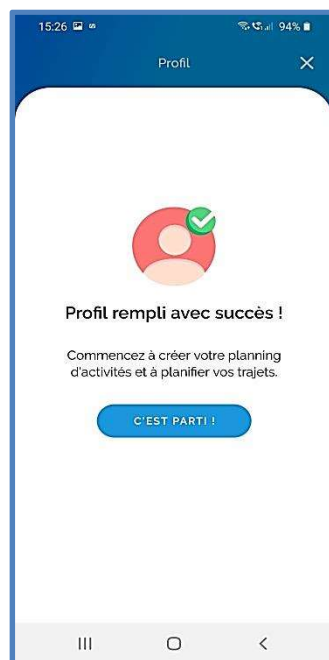 15:26 94%
Profil
Profil rempli avec succès !
Commencez à créer votre planning
d'activités et à planifier vos trajets.
C'EST PARTI !